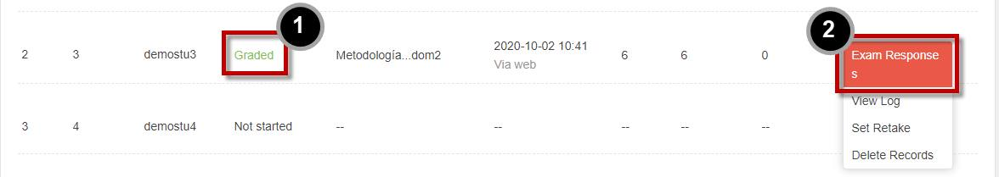 1
2
2 3 demostu3 Graded Metodología...dom2 2020-10-02 10:41 6 6 0 Exam Response
Via web s
View Log
3 4 demostu4 Not started -- -- -- -- --
Set Retake
Delete Records